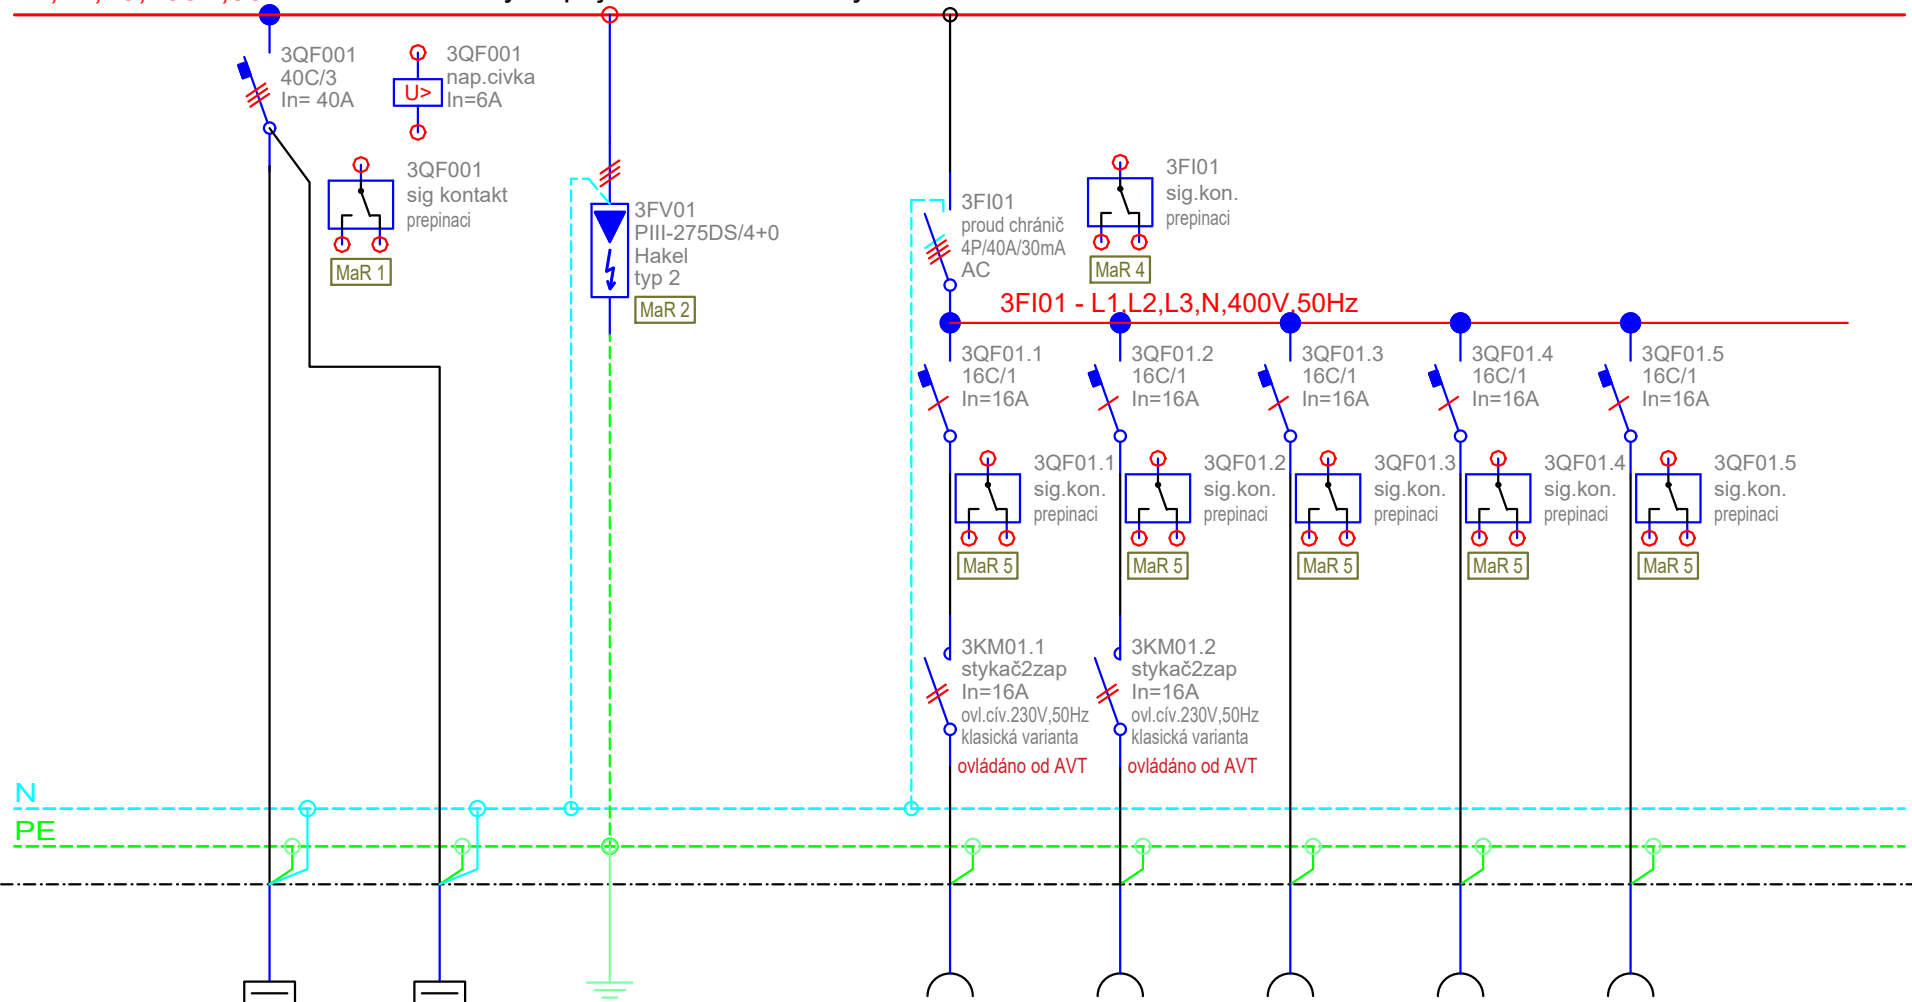 3QF001
40C/3
In= 40A
U>
3QF001
nap.civka
In=6A
3QF001
sig kontakt
prepinaci
MaR 1
3FV01
PIII-275DS/4+0
Hakel
typ 2
MaR 2
3FI01
proud chránič
4P/40A/30mA
AC
3FI01
sig.kon.
prepinaci
MaR 4
3FI01 - L1,L2,L3,N,400V,50Hz
3QF01.1
16C/1
In=16A
3QF01.2
16C/1
In=16A
3QF01.3
16C/1
In=16A
3QF01.4
16C/1
In=16A
3QF01.5
16C/1
In=16A
3QF01.1
sig.kon.
prepinaci
MaR 5
3QF01.2
sig.kon.
prepinaci
MaR 5
3QF01.3
sig.kon.
prepinaci
MaR 5
3QF01.4
sig.kon.
prepinaci
MaR 5
3QF01.5
sig.kon.
prepinaci
MaR 5
3KM01.1
stykač2zap
In=16A
ovl.cív.230V,50Hz
klasická varianta
ovládáno od AVT
3KM01.2
stykač2zap
In=16A
ovl.cív.230V,50Hz
klasická varianta
ovládáno od AVT
N
PE